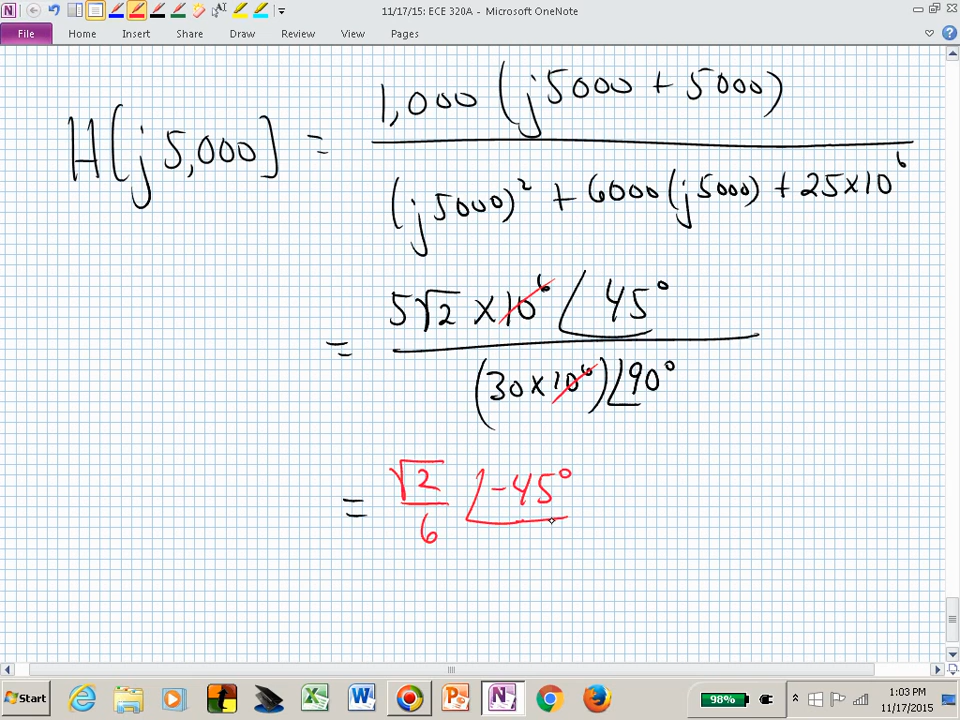 11/17/15: ECE 320A - Microsoft OneNote
File Home Insert Share Draw Review View Pages
1,000 (j5000 + 5000)
H(j5,000) =
(j5000)² + 6000(j5000) + 25×10⁶
5√2 ×10⁶ ∠45°
=
(30×10⁶)∠90°
= √2/6 ∠-45°
Start
98%
1:03 PM
11/17/2015